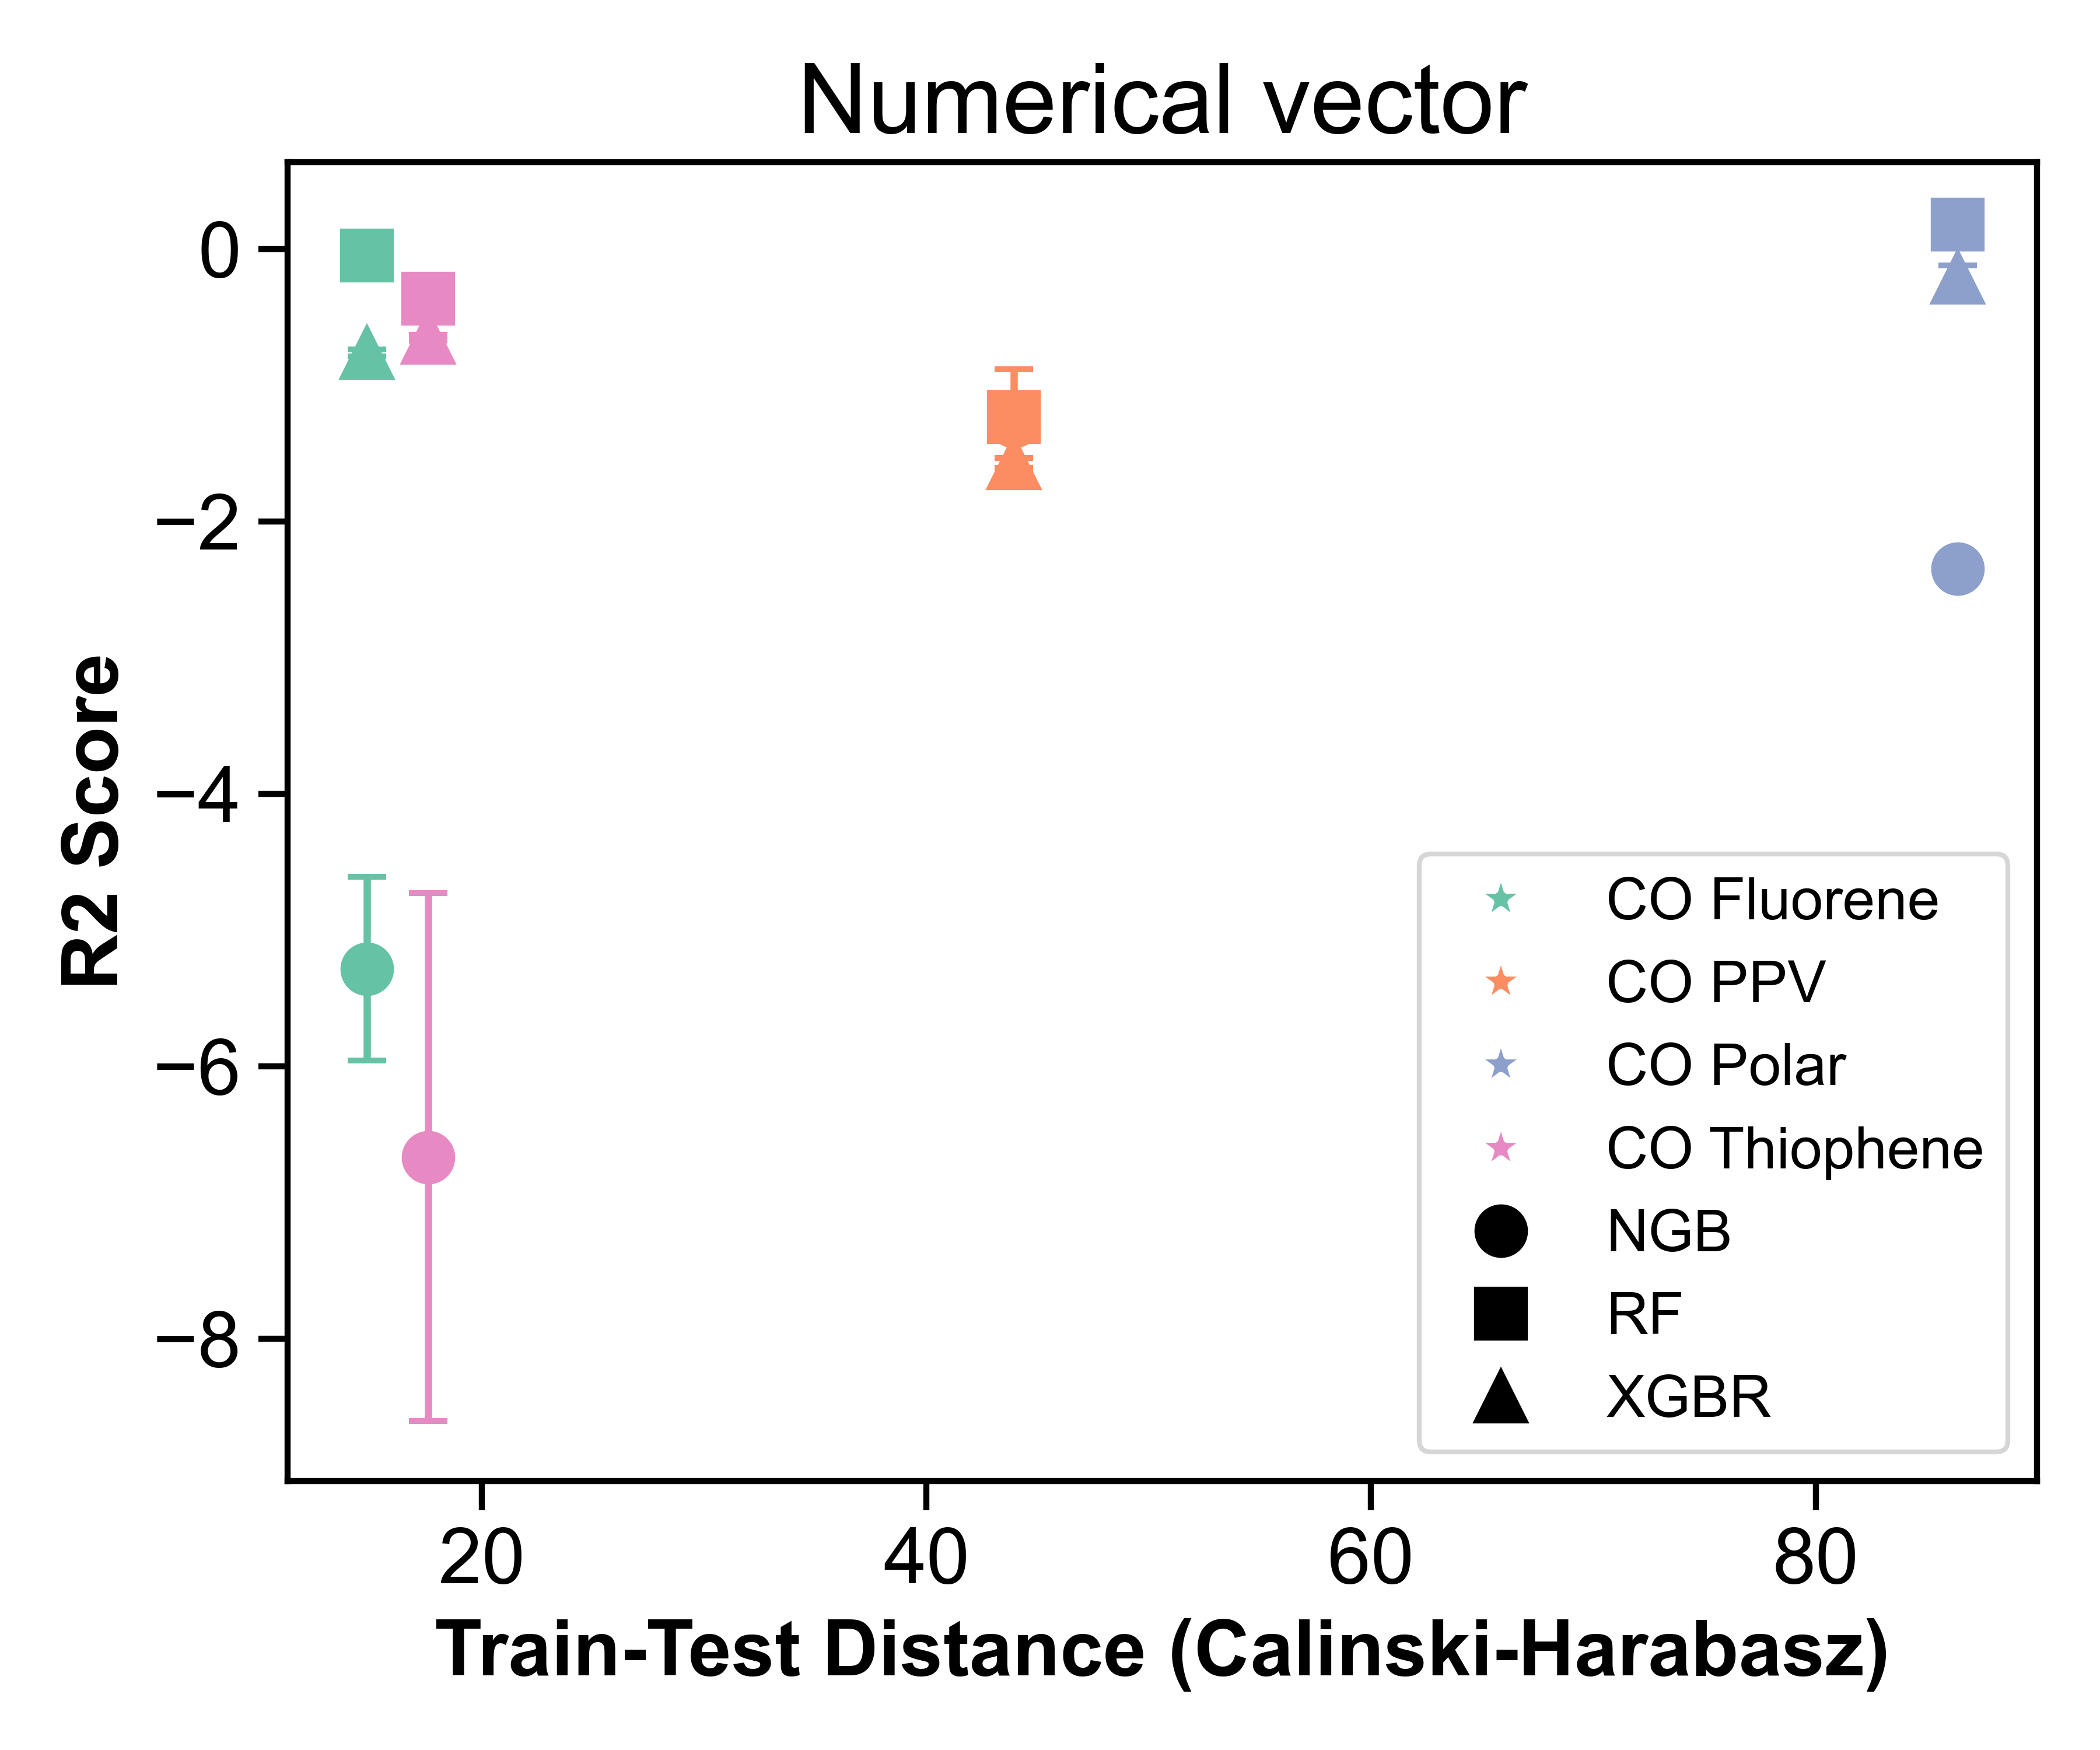 Numerical vector
0
−2
−4
−6
−8
R2 Score
20 40 60 80
Train-Test Distance (Calinski-Harabasz)
CO Fluorene
CO PPV
CO Polar
CO Thiophene
NGB
RF
XGBR